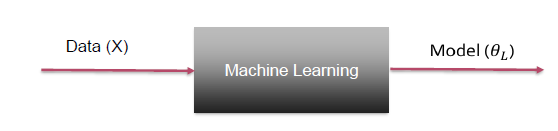 Data (X)
Machine Learning
Model (θ_L)